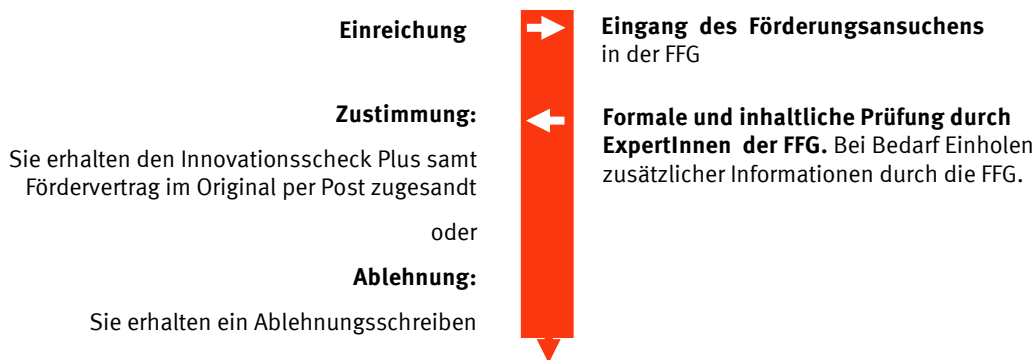 Einreichung
Eingang des Förderungsansuchens
in der FFG
Zustimmung:
Sie erhalten den Innovationsscheck Plus samt
Fördervertrag im Original per Post zugesandt
oder
Ablehnung:
Sie erhalten ein Ablehnungsschreiben
Formale und inhaltliche Prüfung durch
ExpertInnen der FFG. Bei Bedarf Einholen
zusätzlicher Informationen durch die FFG.